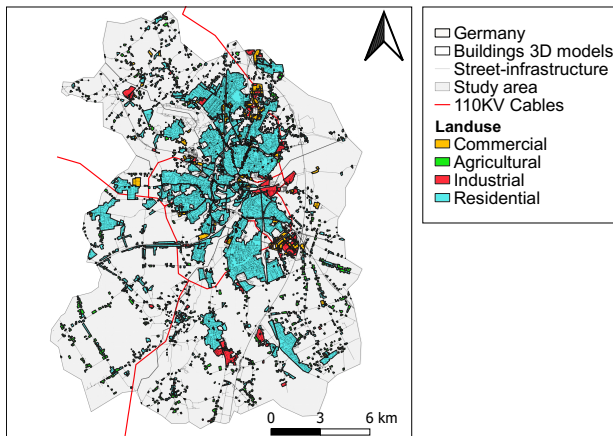 Germany
Buildings 3D models
Street-infrastructure
Study area
110KV Cables
Landuse
Commercial
Agricultural
Industrial
Residential
0 3 6 km